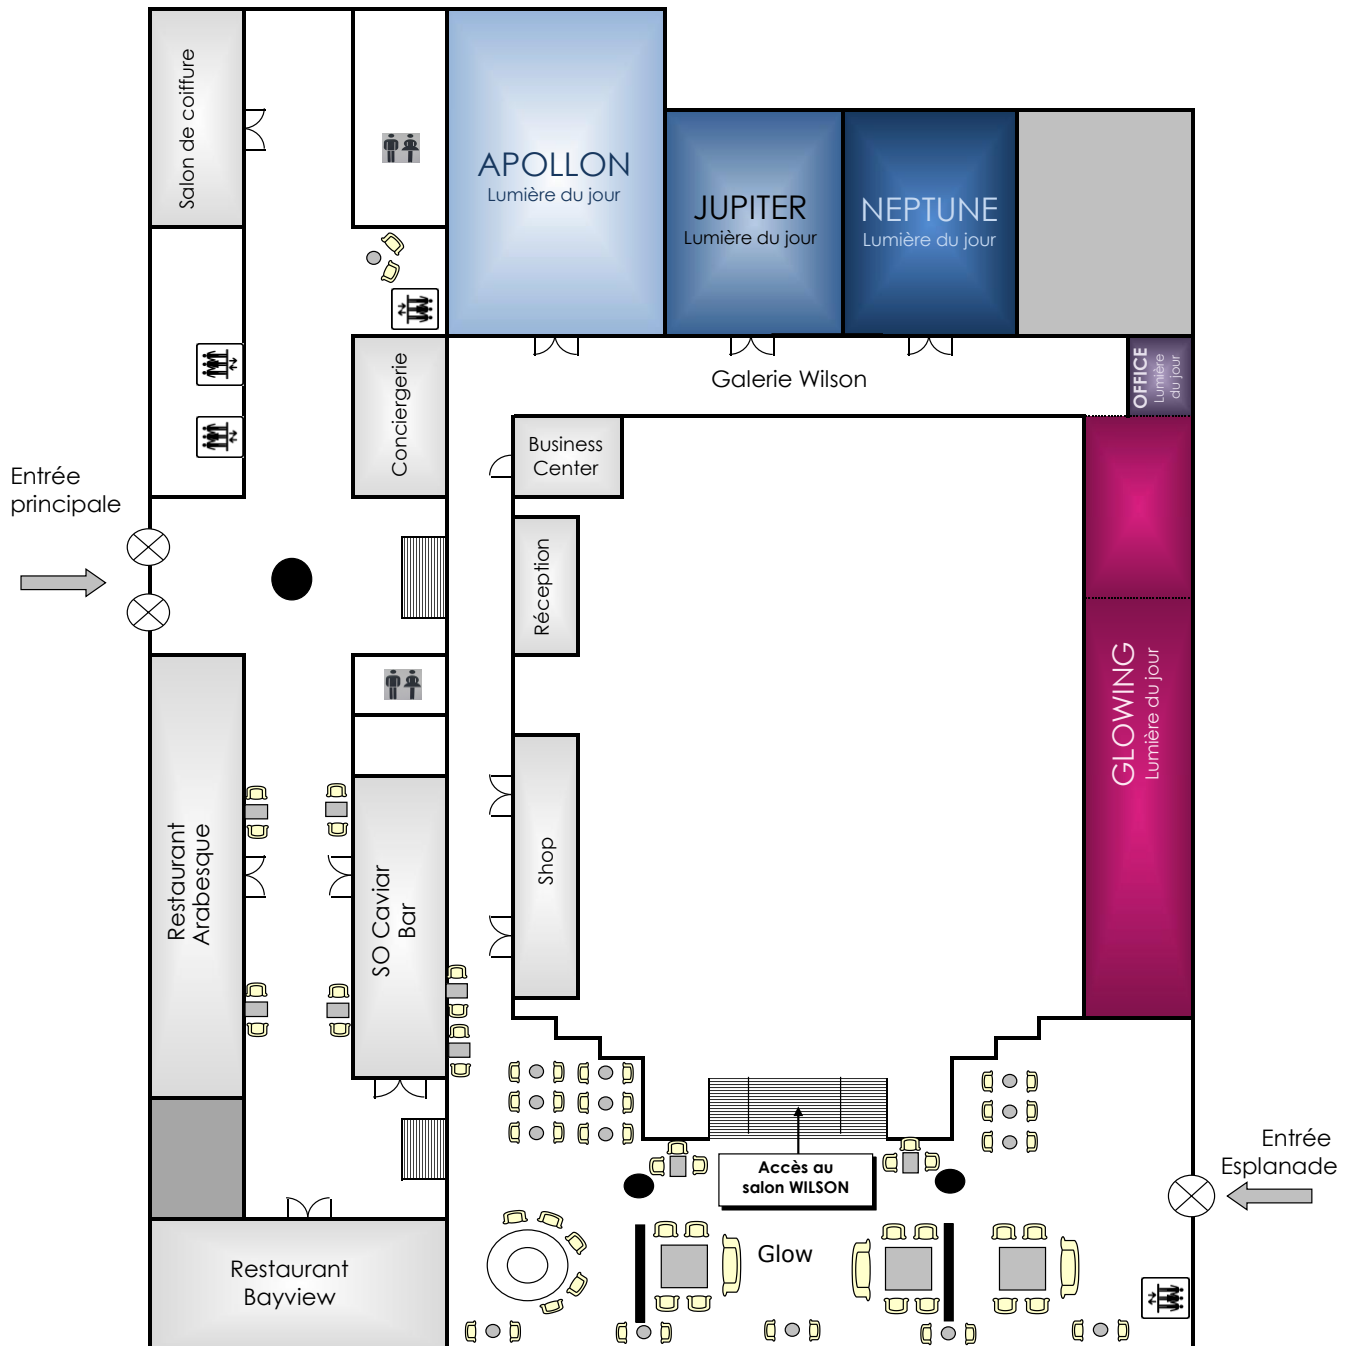 Salon de coiffure
APOLLON
Lumière du jour
JUPITER
Lumière du jour
NEPTUNE
Lumière du jour
OFFICE
Lumière
du jour
Galerie Wilson
Conciergerie
Business
Center
Entrée
principale
Réception
GLOWING
Lumière du jour
Restaurant
Arabesque
SO Caviar
Bar
Shop
Accès au
salon WILSON
Entrée
Esplanade
Glow
Restaurant
Bayview